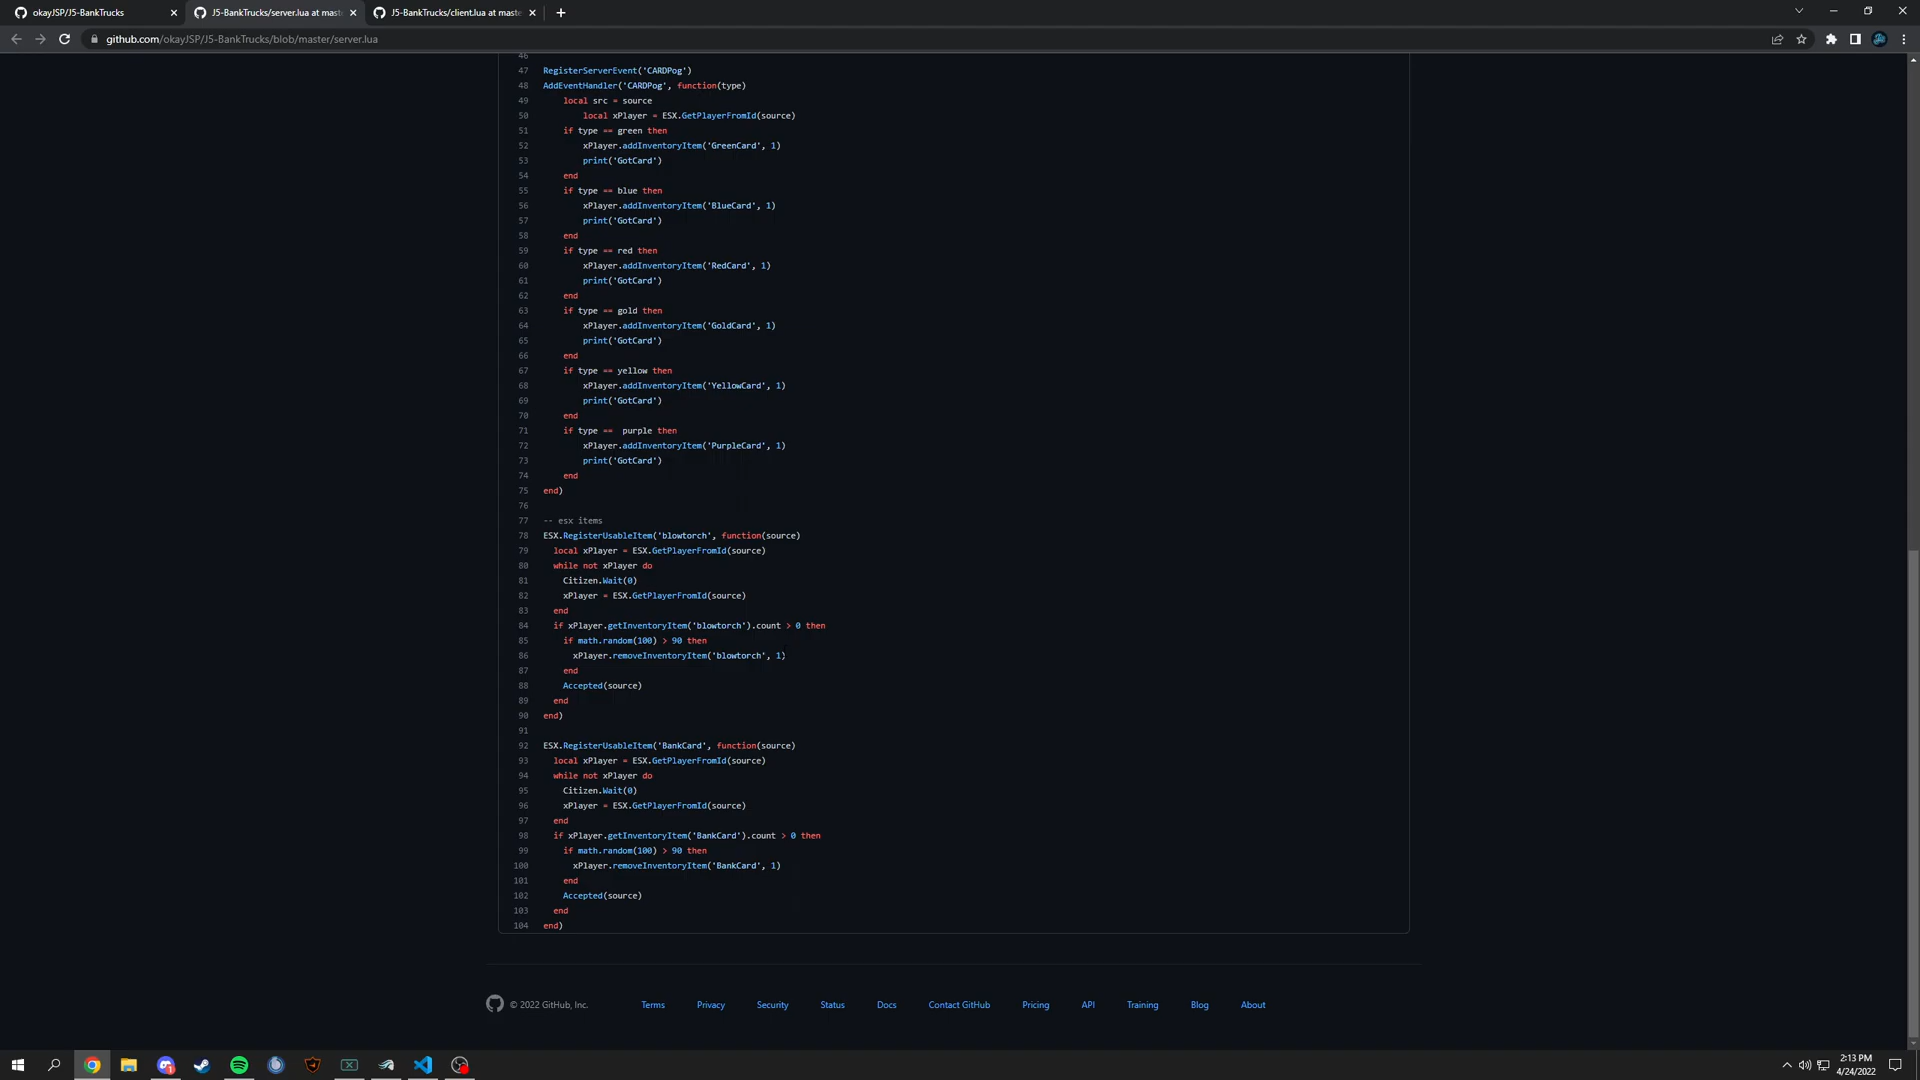 okayJSP/J5-BankTrucks
J5-BankTrucks/server.lua at mast
J5-BankTrucks/client.lua at maste
github.com/okayJSP/J5-BankTrucks/blob/master/server.lua
46
47 RegisterServerEvent('CARDPog')
48 AddEventHandler('CARDPog', function(type)
49 local src = source
50 local xPlayer = ESX.GetPlayerFromId(source)
51 if type == green then
52 xPlayer.addInventoryItem('GreenCard', 1)
53 print('GotCard')
54 end
55 if type == blue then
56 xPlayer.addInventoryItem('BlueCard', 1)
57 print('GotCard')
58 end
59 if type == red then
60 xPlayer.addInventoryItem('RedCard', 1)
61 print('GotCard')
62 end
63 if type == gold then
64 xPlayer.addInventoryItem('GoldCard', 1)
65 print('GotCard')
66 end
67 if type == yellow then
68 xPlayer.addInventoryItem('YellowCard', 1)
69 print('GotCard')
70 end
71 if type ==  purple then
72 xPlayer.addInventoryItem('PurpleCard', 1)
73 print('GotCard')
74 end
75 end)
76
77 -- esx items
78 ESX.RegisterUsableItem('blowtorch', function(source)
79 local xPlayer = ESX.GetPlayerFromId(source)
80 while not xPlayer do
81 Citizen.Wait(0)
82 xPlayer = ESX.GetPlayerFromId(source)
83 end
84 if xPlayer.getInventoryItem('blowtorch').count > 0 then
85 if math.random(100) > 90 then
86 xPlayer.removeInventoryItem('blowtorch', 1)
87 end
88 Accepted(source)
89 end
90 end)
91
92 ESX.RegisterUsableItem('BankCard', function(source)
93 local xPlayer = ESX.GetPlayerFromId(source)
94 while not xPlayer do
95 Citizen.Wait(0)
96 xPlayer = ESX.GetPlayerFromId(source)
97 end
98 if xPlayer.getInventoryItem('BankCard').count > 0 then
99 if math.random(100) > 90 then
100 xPlayer.removeInventoryItem('BankCard', 1)
101 end
102 Accepted(source)
103 end
104 end)
© 2022 GitHub, Inc. Terms Privacy Security Status Docs Contact GitHub Pricing API Training Blog About
2:13 PM
4/24/2022